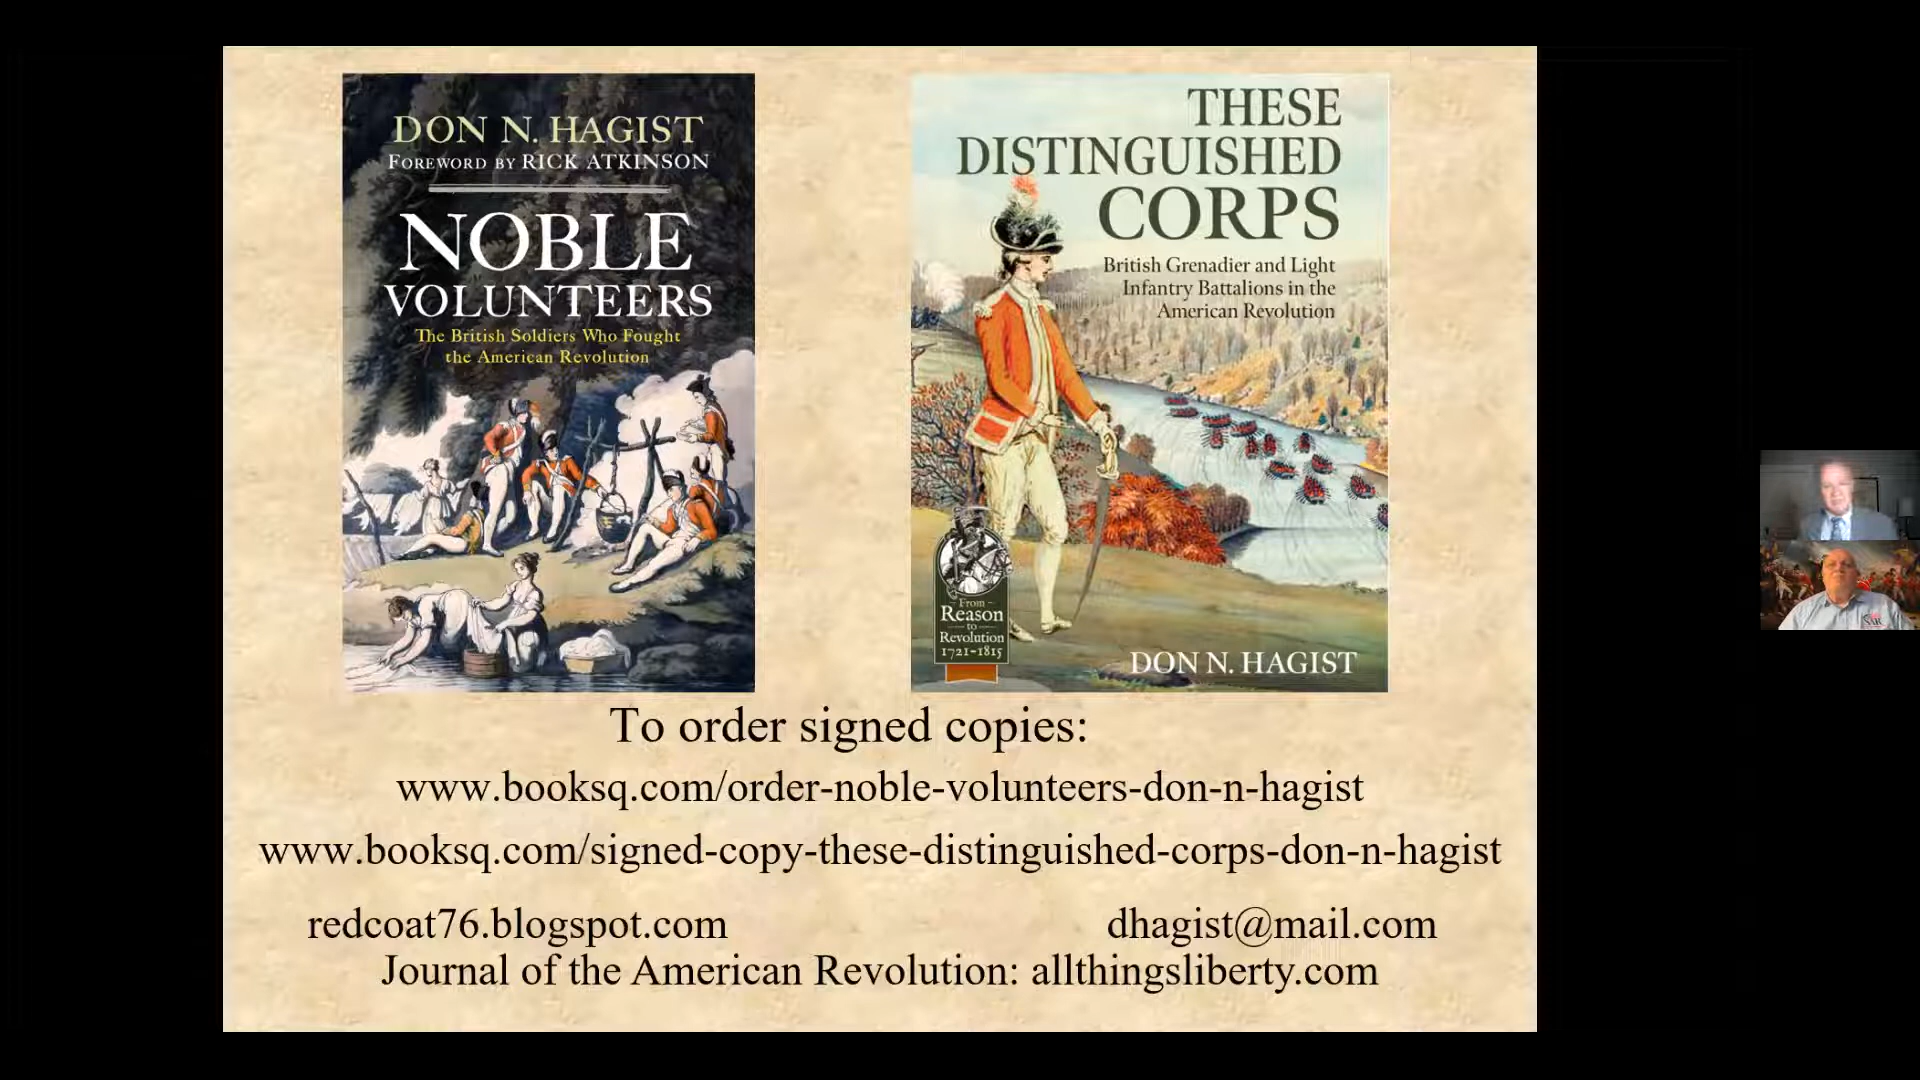 DON N. HAGIST
FOREWORD BY RICK ATKINSON
NOBLE
VOLUNTEERS
The British Soldiers Who Fought
the American Revolution
THESE
DISTINGUISHED
CORPS
British Grenadier and Light
Infantry Battalions in the
American Revolution
From
Reason
to
Revolution
1721-1815
DON N. HAGIST
To order signed copies:
www.booksq.com/order-noble-volunteers-don-n-hagist
www.booksq.com/signed-copy-these-distinguished-corps-don-n-hagist
redcoat76.blogspot.com
dhagist@mail.com
Journal of the American Revolution: allthingsliberty.com
SAR